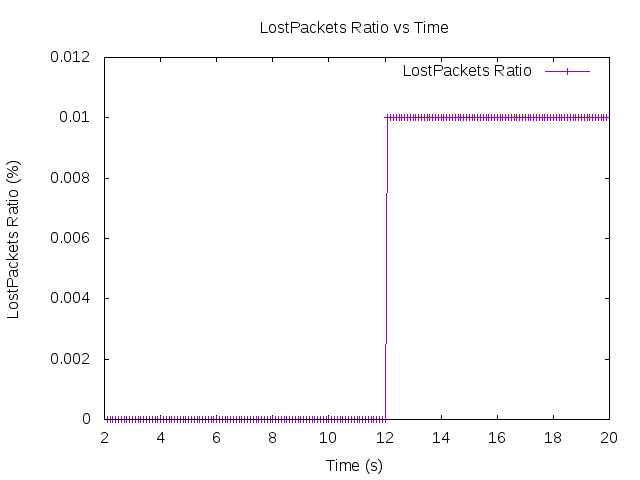 LostPackets Ratio vs Time
LostPackets Ratio
0.012
0.01
0.008
0.006
0.004
0.002
0
LostPackets Ratio (%)
2 4 6 8 10 12 14 16 18 20
Time (s)